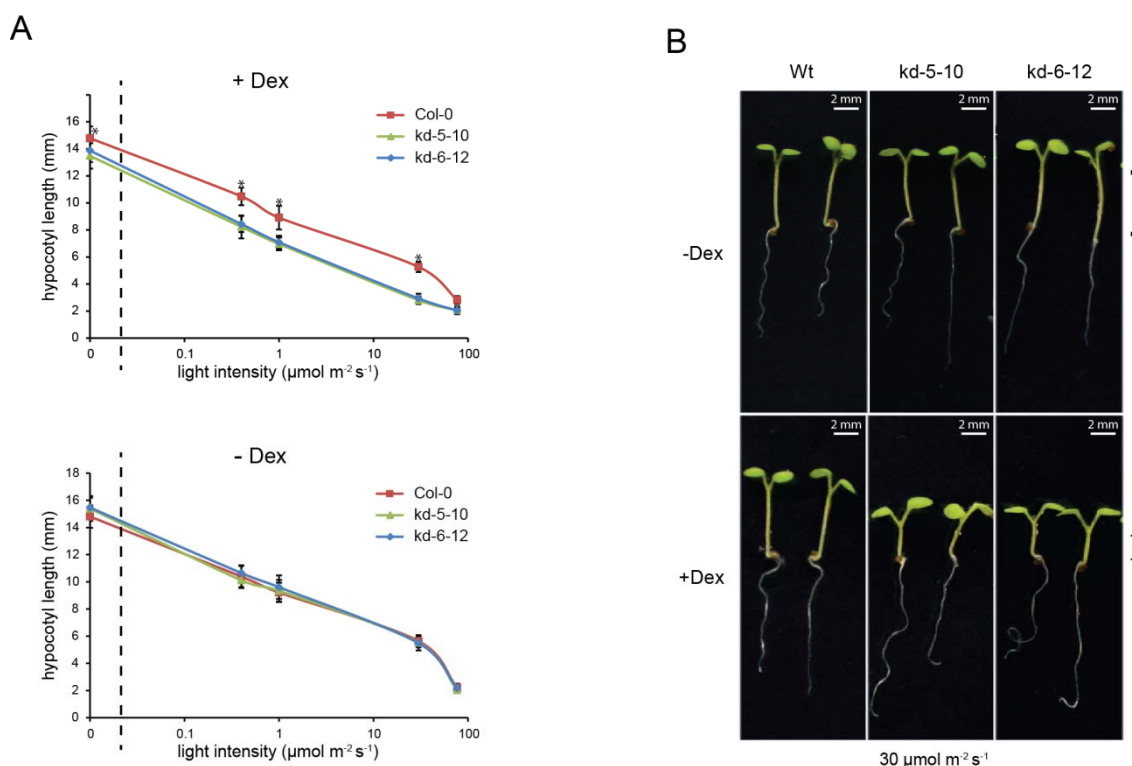 A
+ Dex
hypocotyl length (mm)
16
14
12
10
8
6
4
2
0
0 0.1 1 10 100
light intensity (µmol m⁻² s⁻¹)
Col-0
kd-5-10
kd-6-12
*
*
*
*
- Dex
hypocotyl length (mm)
18
16
14
12
10
8
6
4
2
0
0 0.1 1 10 100
light intensity (µmol m⁻² s⁻¹)
Col-0
kd-5-10
kd-6-12
B
Wt kd-5-10 kd-6-12
2 mm 2 mm 2 mm
-Dex
2 mm 2 mm 2 mm
+Dex
30 µmol m⁻² s⁻¹